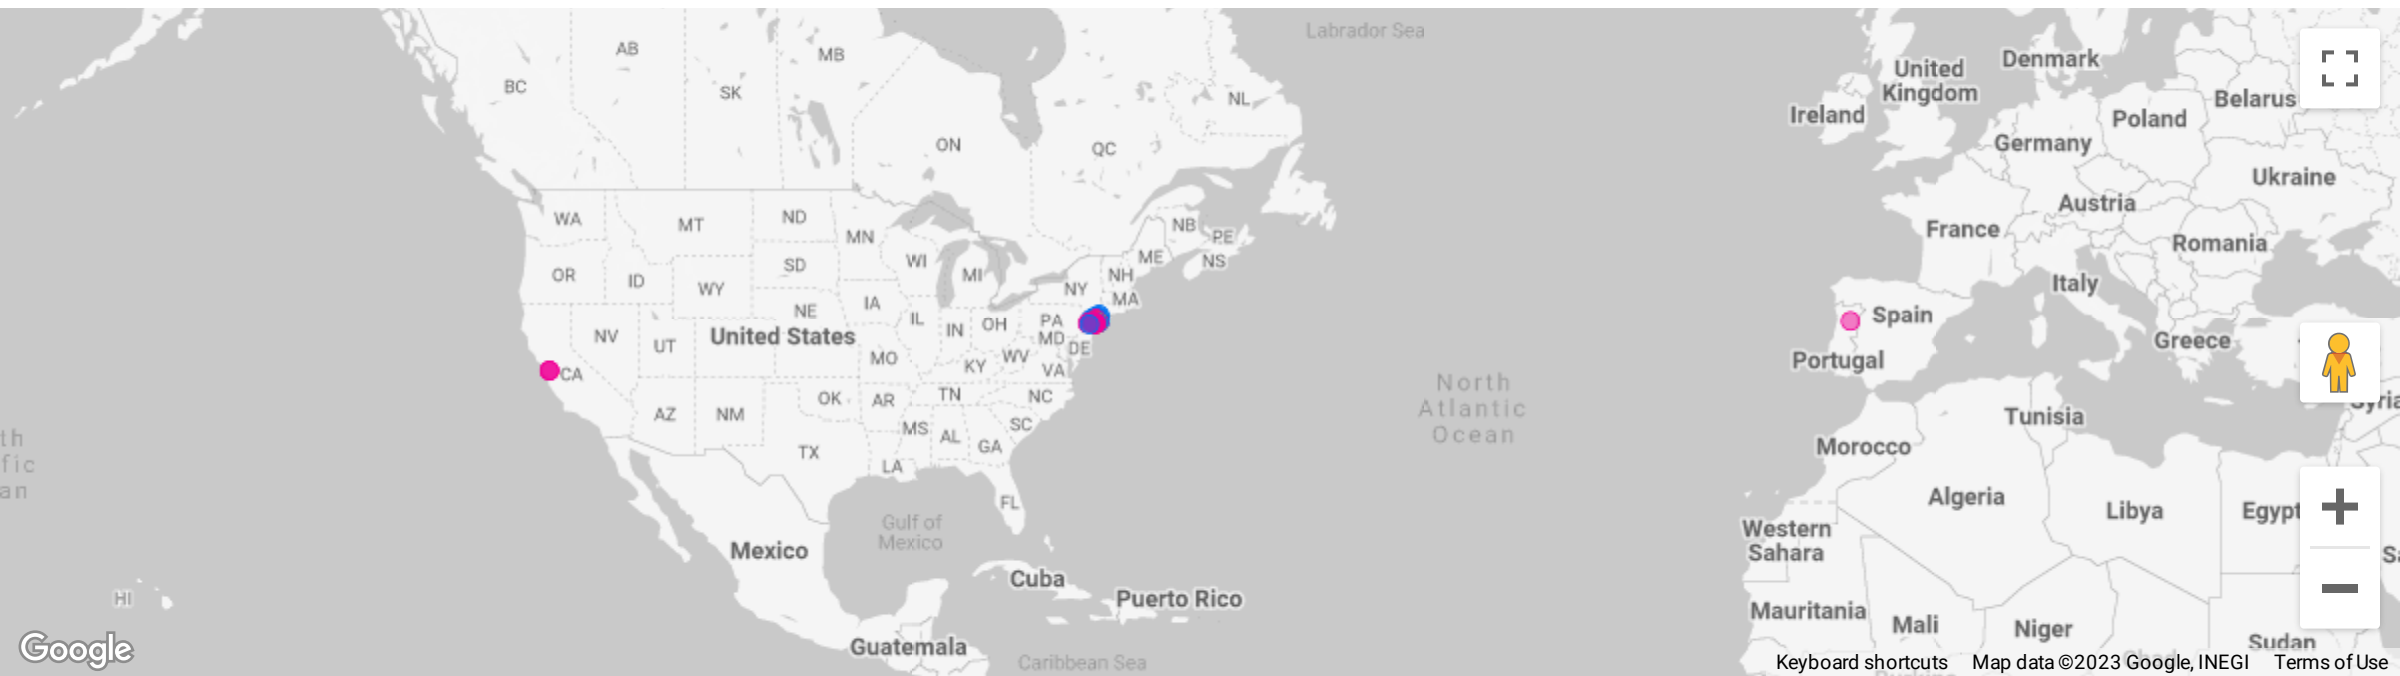 Labrador Sea
AB
MB
BC
SK
NL
ON
QC
United
Kingdom
Denmark
Ireland
Belarus
Poland
Germany
Ukraine
Austria
France
Romania
Italy
Spain
Greece
Portugal
WA
MT
ND
MN
NB
PE
NS
ME
OR
ID
SD
WI
MI
NH
NY
MA
WY
NE
IA
NV
UT
United States
IL
IN
OH
PA
MD
DE
CA
MO
KY
WV
VA
AZ
NM
OK
AR
TN
NC
MS
AL
GA
SC
TX
LA
FL
North
Atlantic
Ocean
th
fic
an
Tunisia
Syria
Morocco
Algeria
Libya
Egypt
Gulf of
Mexico
Mexico
Western
Sahara
Cuba
Puerto Rico
HI
Mauritania
Mali
Niger
Sudan
Chad
Guatemala
Caribbean Sea
Google
Keyboard shortcuts
Map data ©2023 Google, INEGI
Terms of Use